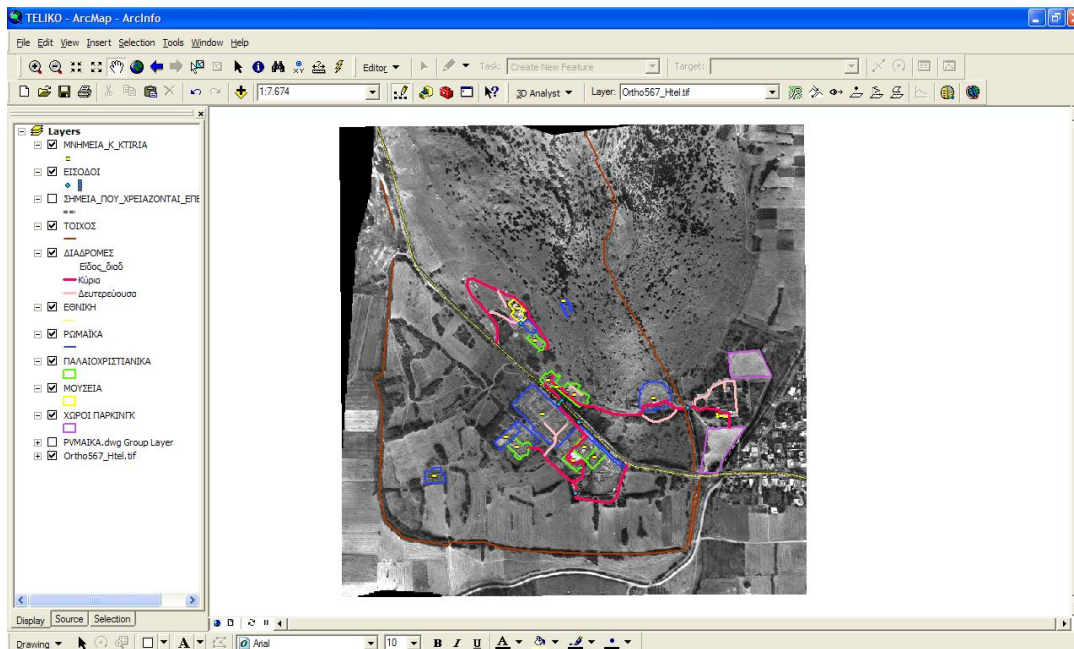 TELIKO - ArcMap - ArcInfo
File Edit View Insert Selection Tools Window Help
Editor Task: Create New Feature Target:
1:7.674 3D Analyst Layer: Ortho567_Htel.tif
Layers
ΜΝΗΜΕΙΑ_Κ_ΚΤΙΡΙΑ
ΕΙΣΟΔΟΙ
ΣΗΜΕΙΑ_ΠΟΥ_ΧΡΕΙΑΖΟΝΤΑΙ_ΕΠΕ
ΤΟΙΧΟΣ
ΔΙΑΔΡΟΜΕΣ
Είδος_διαδ
Κύρια
Δευτερεύουσα
ΕΘΝΙΚΗ
ΡΩΜΑΪΚΑ
ΠΑΛΑΙΟΧΡΙΣΤΙΑΝΙΚΑ
ΜΟΥΣΕΙΑ
ΧΩΡΟΙ ΠΑΡΚΙΝΓΚ
PVMAIKA.dwg Group Layer
Ortho567_Htel.tif
Display Source Selection
Drawing A Arial 10 B I U A